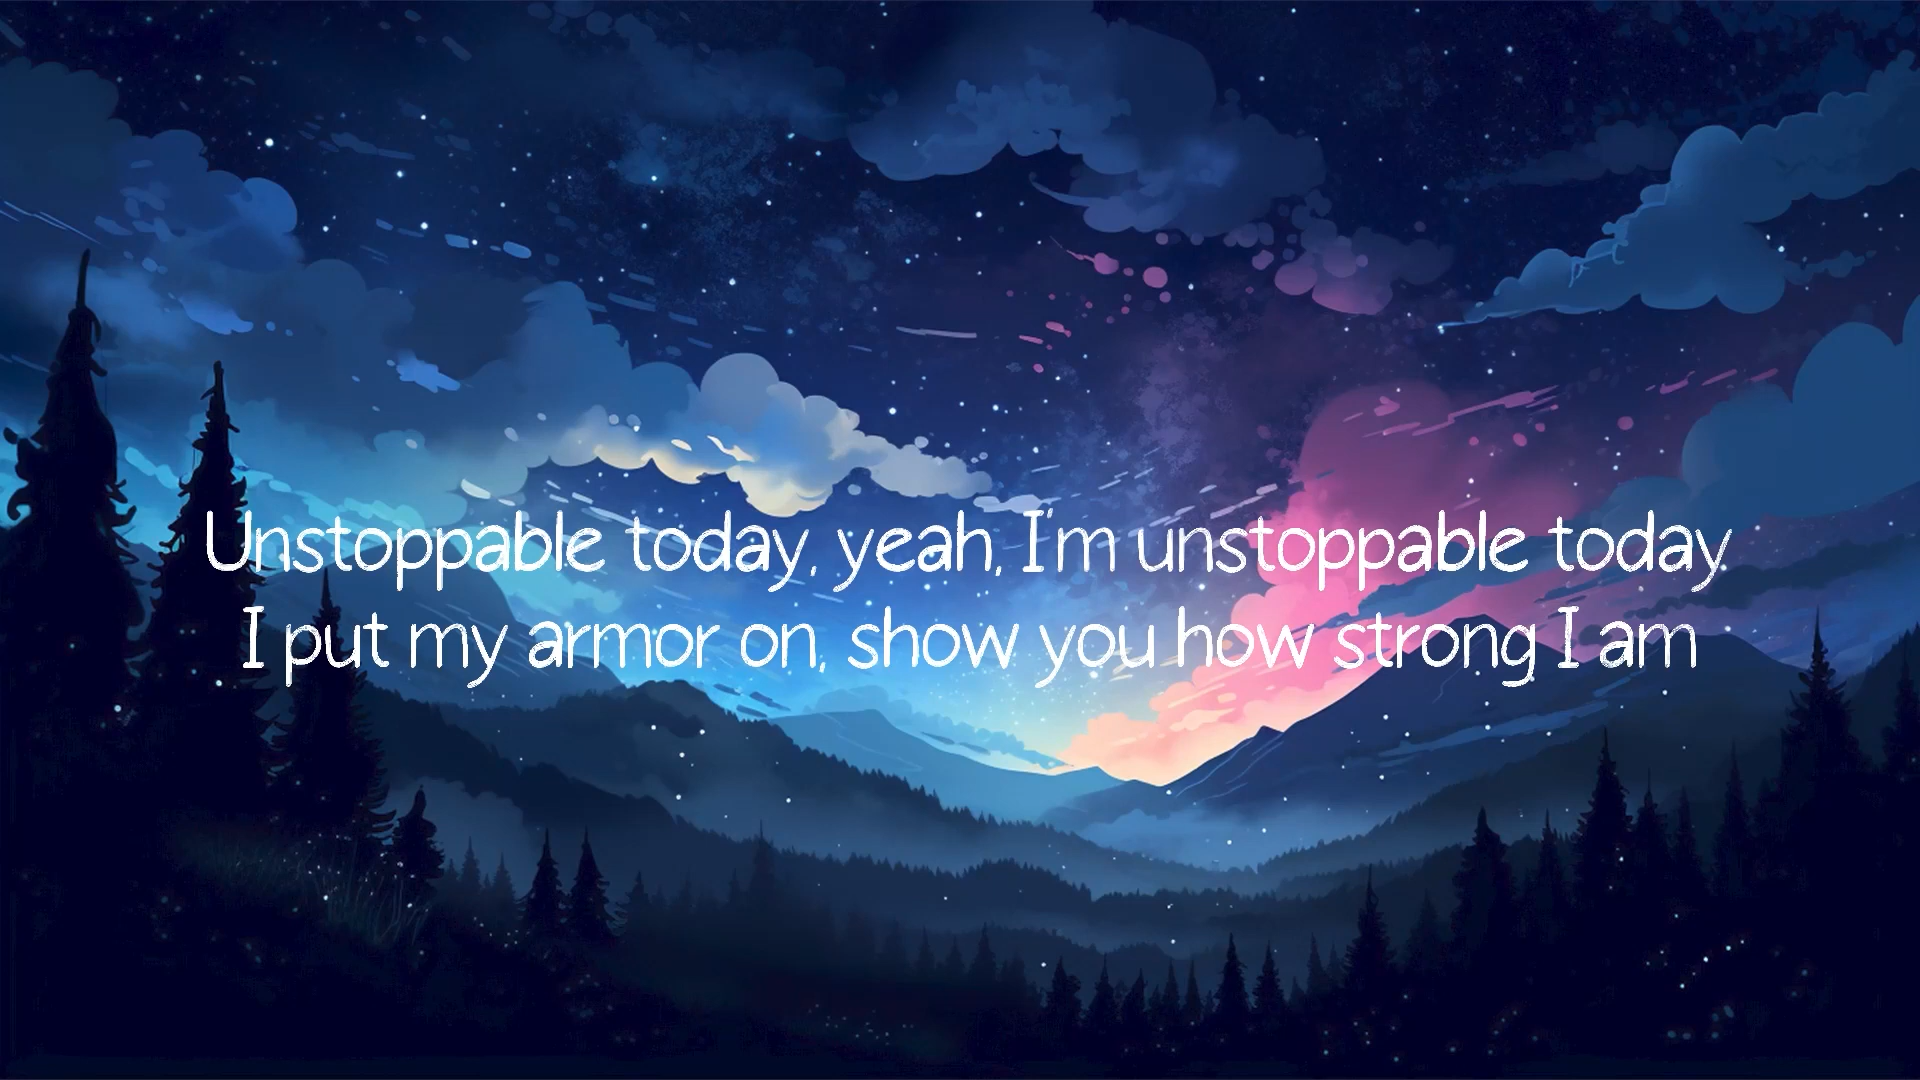 Unstoppable today, yeah, I'm unstoppable today
I put my armor on, show you how strong I am